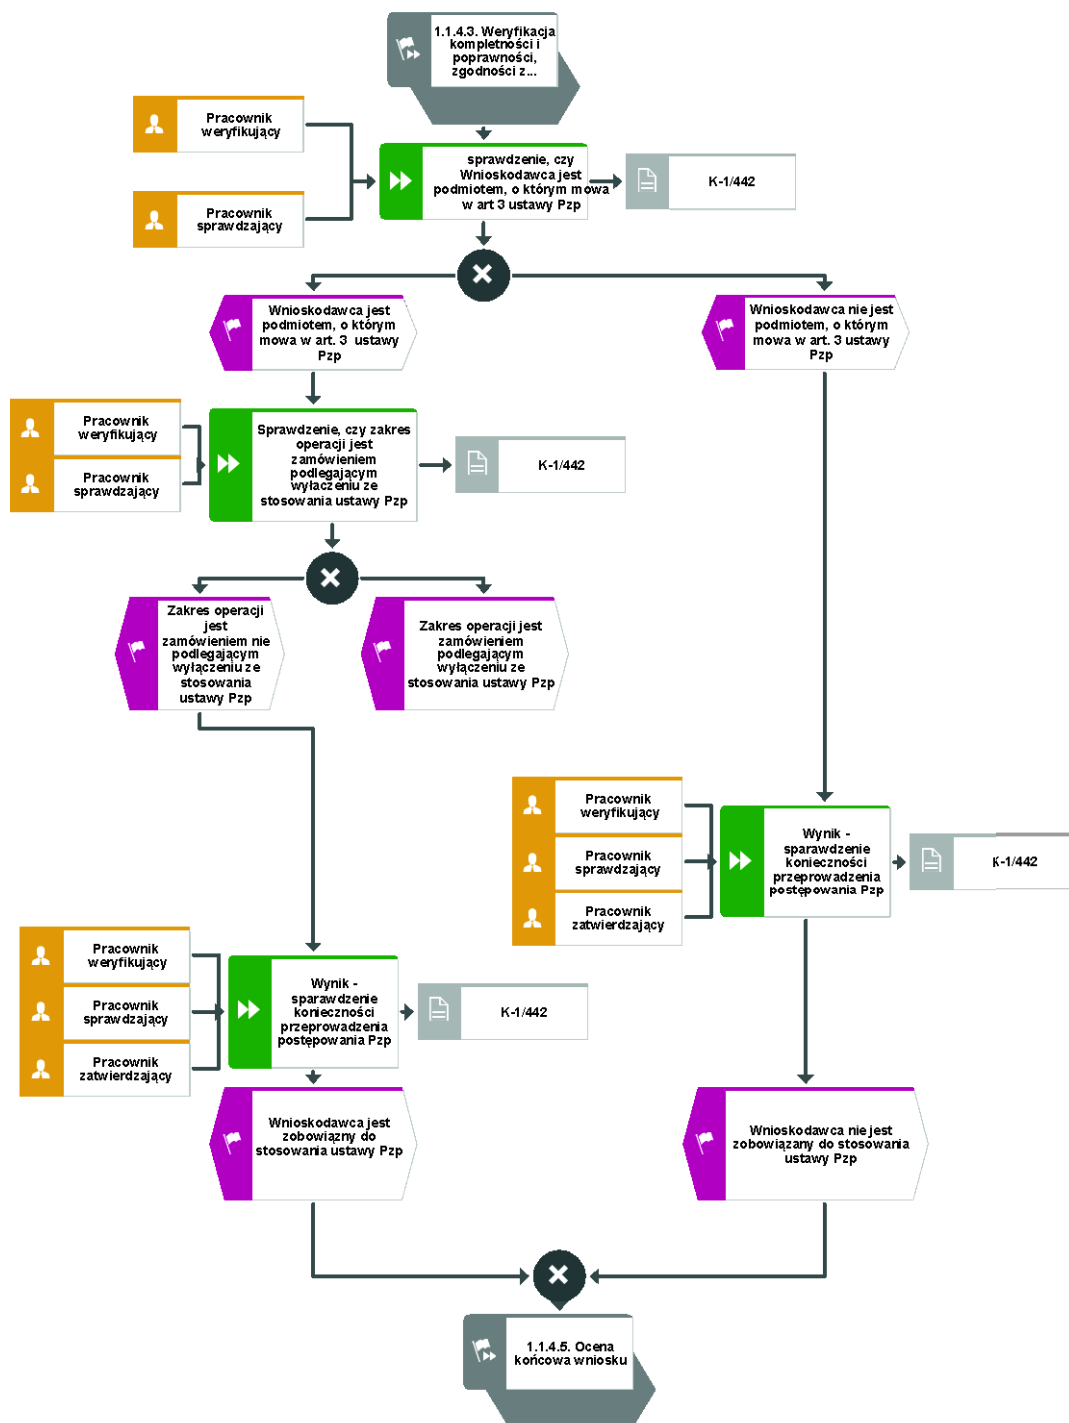 1.1.4.3. Weryfikacja
kompletności i
poprawności,
zgodności z...
Pracownik
weryfikujący
Pracownik
sprawdzający
sprawdzenie, czy
Wnioskodawca jest
podmiotem, o którym mowa
w art 3 ustawy Pzp
K-1/442
Wnioskodawca jest
podmiotem, o którym
mowa w art. 3 ustawy
Pzp
Wnioskodawca nie jest
podmiotem, o którym
mowa w art. 3 ustawy
Pzp
Pracownik
weryfikujący
Pracownik
sprawdzający
Sprawdzenie, czy zakres
operacji jest
zamówieniem
podlegającym
wyłaczeniu ze
stosowania ustawy Pzp
K-1/442
Zakres operacji
jest
zamówieniem nie
podlegającym
wyłączeniu ze
stosowania
ustawy Pzp
Zakres operacji jest
zamówieniem
podlegającym
wyłączeniu ze
stosowania ustawy Pzp
Pracownik
weryfikujący
Pracownik
sprawdzający
Pracownik
zatwierdzający
Wynik -
sparawdzenie
konieczności
przeprowadzenia
postępowania Pzp
K-1/442
Pracownik
weryfikujący
Pracownik
sprawdzający
Pracownik
zatwierdzający
Wynik -
sparawdzenie
konieczności
przeprowadzenia
postępowania Pzp
K-1/442
Wnioskodawca jest
zobowiązny do
stosowania ustawy Pzp
Wnioskodawca nie jest
zobowiązany do stosowania
ustawy Pzp
1.1.4.5. Ocena
końcowa wniosku